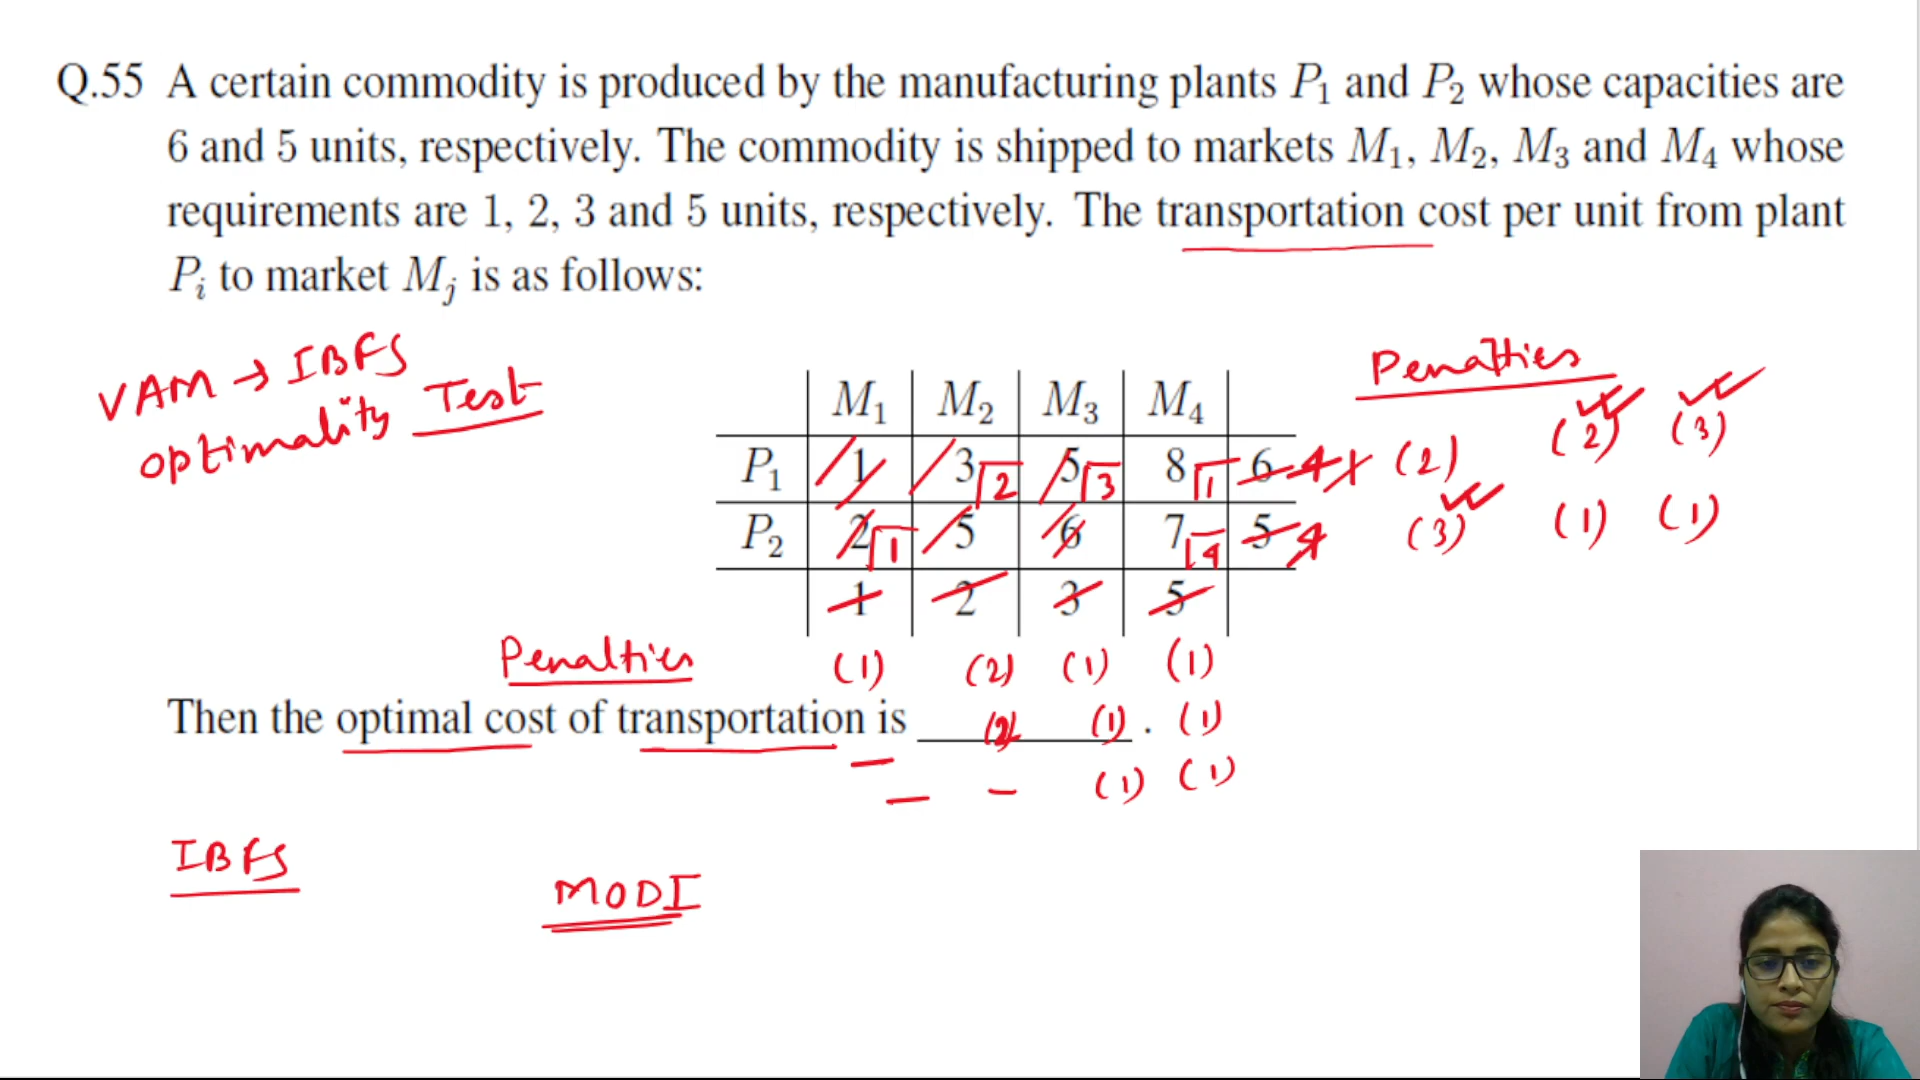 Q.55 A certain commodity is produced by the manufacturing plants P₁ and P₂ whose capacities are
6 and 5 units, respectively. The commodity is shipped to markets M₁, M₂, M₃ and M₄ whose
requirements are 1, 2, 3 and 5 units, respectively. The transportation cost per unit from plant
Pᵢ to market Mⱼ is as follows:
VAM → IBFS
optimality Test
Penalties
M₁ M₂ M₃ M₄
P₁ 1 3 2 5 3 8 1 6 4 (2) (2) (3)
P₂ 2 1 5 6 7 4 5 4 (3) (1) (1)
1 2 3 5
Penalties (1) (2) (1) (1)
Then the optimal cost of transportation is ________ .
(2) (1) (1)
– – (1) (1)
IBFS
MODI